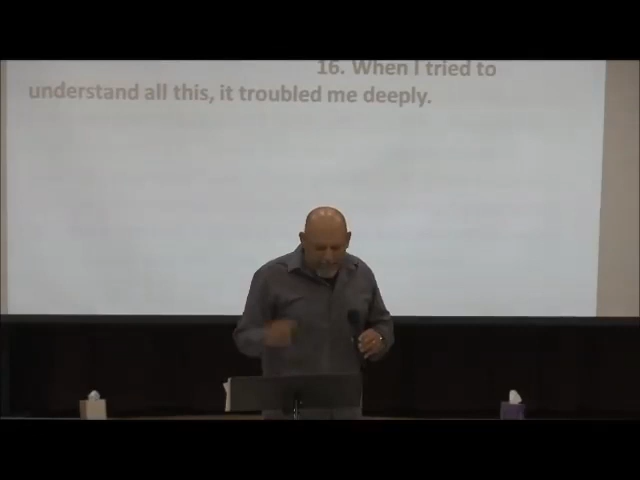 16. When I tried to
understand all this, it troubled me deeply.